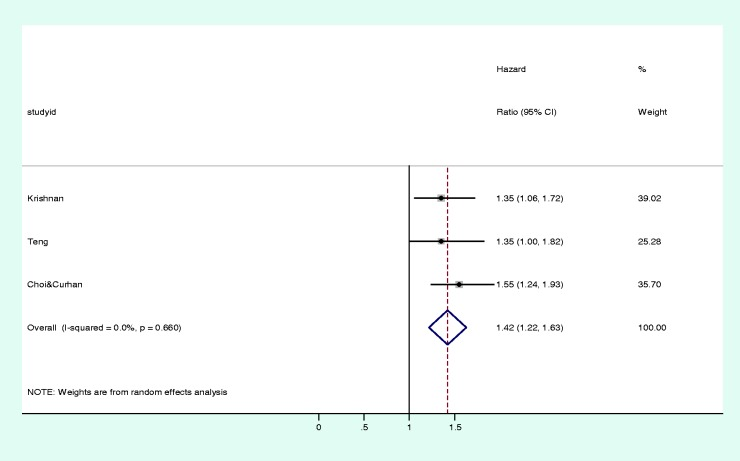 Hazard %
studyid Ratio (95% CI) Weight
Krishnan 1.35 (1.06, 1.72) 39.02
Teng 1.35 (1.00, 1.82) 25.28
Choi&Curhan 1.55 (1.24, 1.93) 35.70
Overall (I-squared = 0.0%, p = 0.660) 1.42 (1.22, 1.63) 100.00
NOTE: Weights are from random effects analysis
0 .5 1 1.5